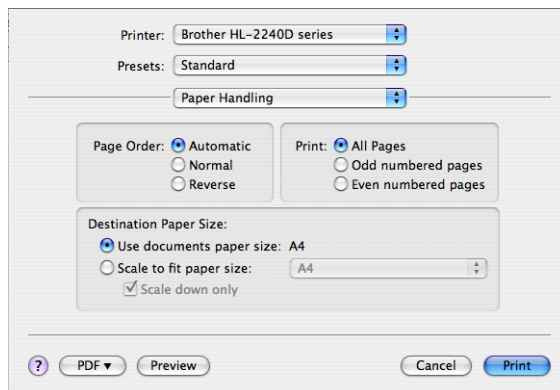 Printer: Brother HL-2240D series
Presets: Standard
Paper Handling
Page Order: Automatic
Normal
Reverse
Print: All Pages
Odd numbered pages
Even numbered pages
Destination Paper Size:
Use documents paper size: A4
Scale to fit paper size: A4
Scale down only
? PDF ▼ Preview Cancel Print